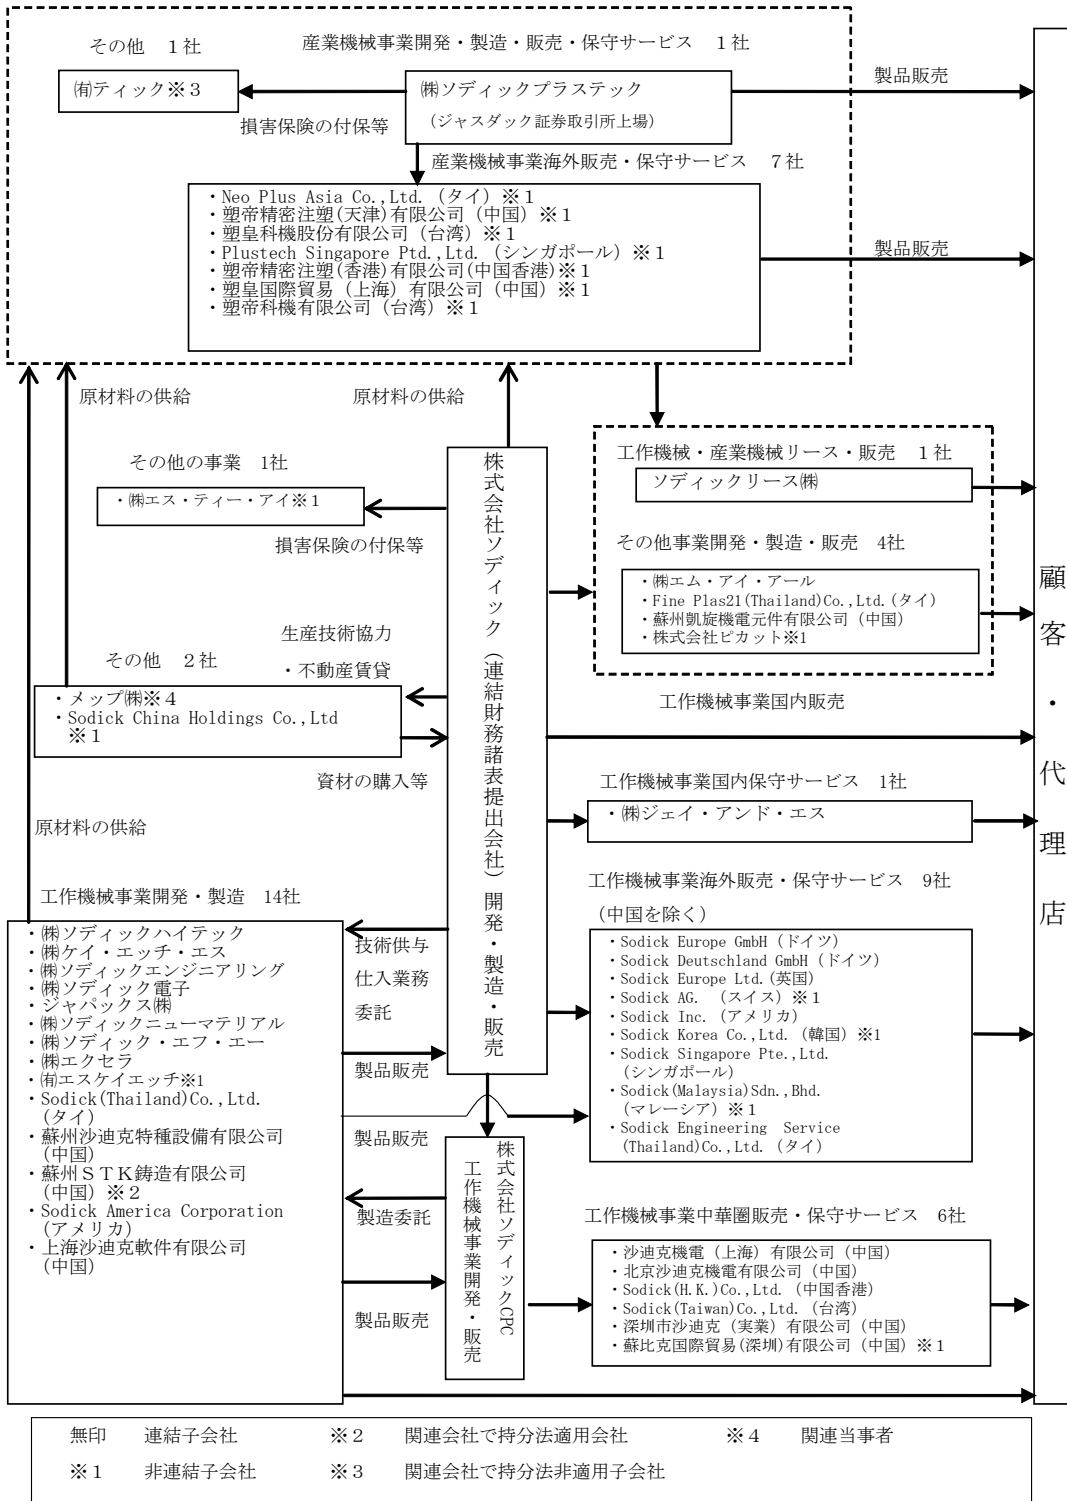 その他 １社
産業機械事業開発・製造・販売・保守サービス １社
㈲ティック※３
㈱ソディックプラステック
(ジャスダック証券取引所上場)
製品販売
損害保険の付保等
産業機械事業海外販売・保守サービス ７社
・Neo Plus Asia Co.,Ltd.（タイ）※１
・塑帝精密注塑(天津)有限公司（中国）※１
・塑皇科機股份有限公司（台湾）※１
・Plustech Singapore Ptd.,Ltd.（シンガポール）※１
・塑帝精密注塑(香港)有限公司(中国香港)※１
・塑皇国際貿易（上海）有限公司（中国）※１
・塑帝科機有限公司（台湾）※１
製品販売
原材料の供給
原材料の供給
その他の事業 1社
・㈱エス・ティー・アイ※１
損害保険の付保等
工作機械・産業機械リース・販売 １社
ソディックリース㈱
その他事業開発・製造・販売 4社
・㈱エム・アイ・アール
・Fine Plas21(Thailand)Co.,Ltd.(タイ）
・蘇州凱旋機電元件有限公司（中国）
・株式会社ピカット※1
生産技術協力
・不動産賃貸
その他 ２社
・メップ㈱※４
・Sodick China Holdings Co.,Ltd
※１
資材の購入等
株式会社ソディック（連結財務諸表提出会社）開発・製造・販売
工作機械事業国内販売
工作機械事業国内保守サービス 1社
・㈱ジェイ・アンド・エス
原材料の供給
工作機械事業開発・製造 14社
・㈱ソディックハイテック
・㈱ケイ・エッチ・エス
・㈱ソディックエンジニアリング
・㈱ソディック電子
・ジャパックス㈱
・㈱ソディックニューマテリアル
・㈱ソディック・エフ・エー
・㈱エクセラ
・㈲エスケイエッチ※1
・Sodick(Thailand)Co.,Ltd.
（タイ）
・蘇州沙迪克特種設備有限公司
（中国）
・蘇州ＳＴＫ鋳造有限公司
（中国）※２
・Sodick America Corporation
（アメリカ）
・上海沙迪克軟件有限公司
（中国）
技術供与
仕入業務
委託
製品販売
製品販売
製造委託
製品販売
株式会社ソディックCPC
工作機械事業開発・販売
工作機械事業海外販売・保守サービス 9社
（中国を除く）
・Sodick Europe GmbH（ドイツ）
・Sodick Deutschland GmbH（ドイツ）
・Sodick Europe Ltd.(英国）
・Sodick AG.（スイス）※１
・Sodick Inc.（アメリカ）
・Sodick Korea Co.,Ltd.（韓国）※1
・Sodick Singapore Pte.,Ltd.
（シンガポール）
・Sodick(Malaysia)Sdn.,Bhd.
（マレーシア）※１
・Sodick Engineering Service
(Thailand)Co.,Ltd.（タイ）
工作機械事業中華圏販売・保守サービス 6社
・沙迪克機電（上海）有限公司（中国）
・北京沙迪克機電有限公司（中国）
・Sodick(H.K.)Co.,Ltd.（中国香港）
・Sodick(Taiwan)Co.,Ltd.（台湾）
・深圳市沙迪克（実業）有限公司（中国）
・蘇比克国際貿易(深圳)有限公司（中国）※１
顧客・代理店
無印 連結子会社 ※２ 関連会社で持分法適用会社 ※４ 関連当事者
※１ 非連結子会社 ※３ 関連会社で持分法非適用子会社